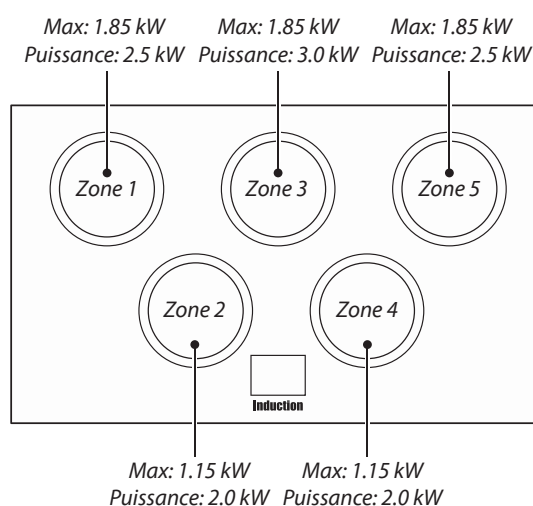 Max: 1.85 kW Max: 1.85 kW Max: 1.85 kW
Puissance: 2.5 kW Puissance: 3.0 kW Puissance: 2.5 kW
Zone 1 Zone 3 Zone 5
Zone 2 Zone 4
Induction
Max: 1.15 kW Max: 1.15 kW
Puissance: 2.0 kW Puissance: 2.0 kW